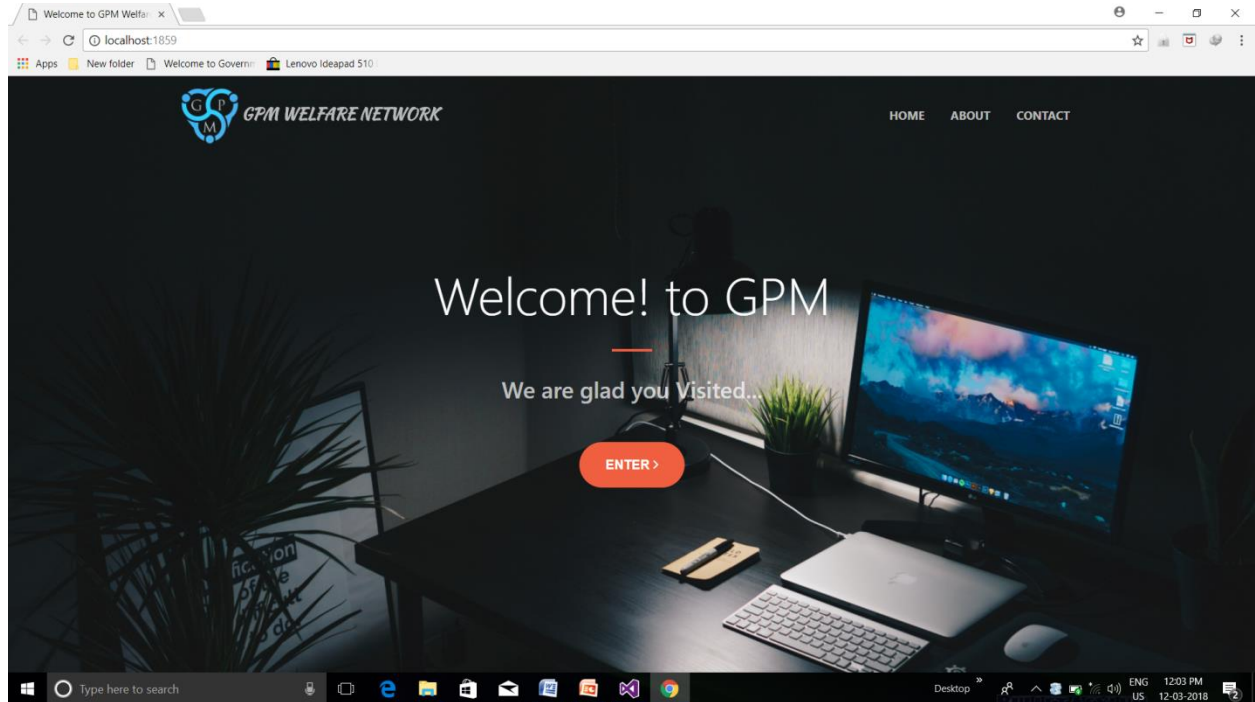 Welcome to GPM Welfar
localhost:1859
Apps New folder Welcome to Governm Lenovo Ideapad 510
G P M
GPM WELFARE NETWORK
HOME ABOUT CONTACT
Welcome! to GPM
We are glad you Visited...
ENTER >
Type here to search
Desktop
ENG
US
12:03 PM
12-03-2018
2